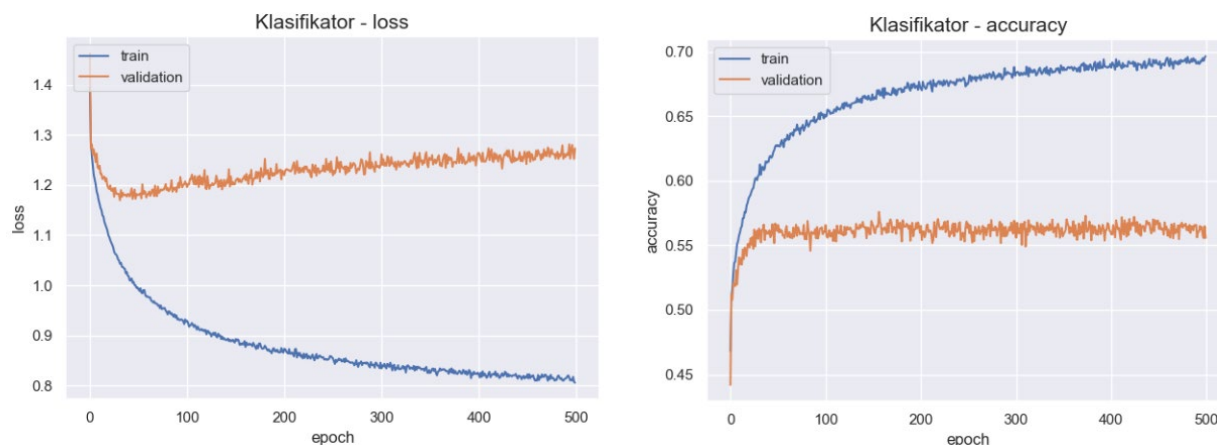 Klasifikator - loss
train
validation
1.4
1.3
1.2
1.1
1.0
0.9
0.8
loss
0 100 200 300 400 500
epoch
Klasifikator - accuracy
train
validation
0.70
0.65
0.60
0.55
0.50
0.45
accuracy
0 100 200 300 400 500
epoch